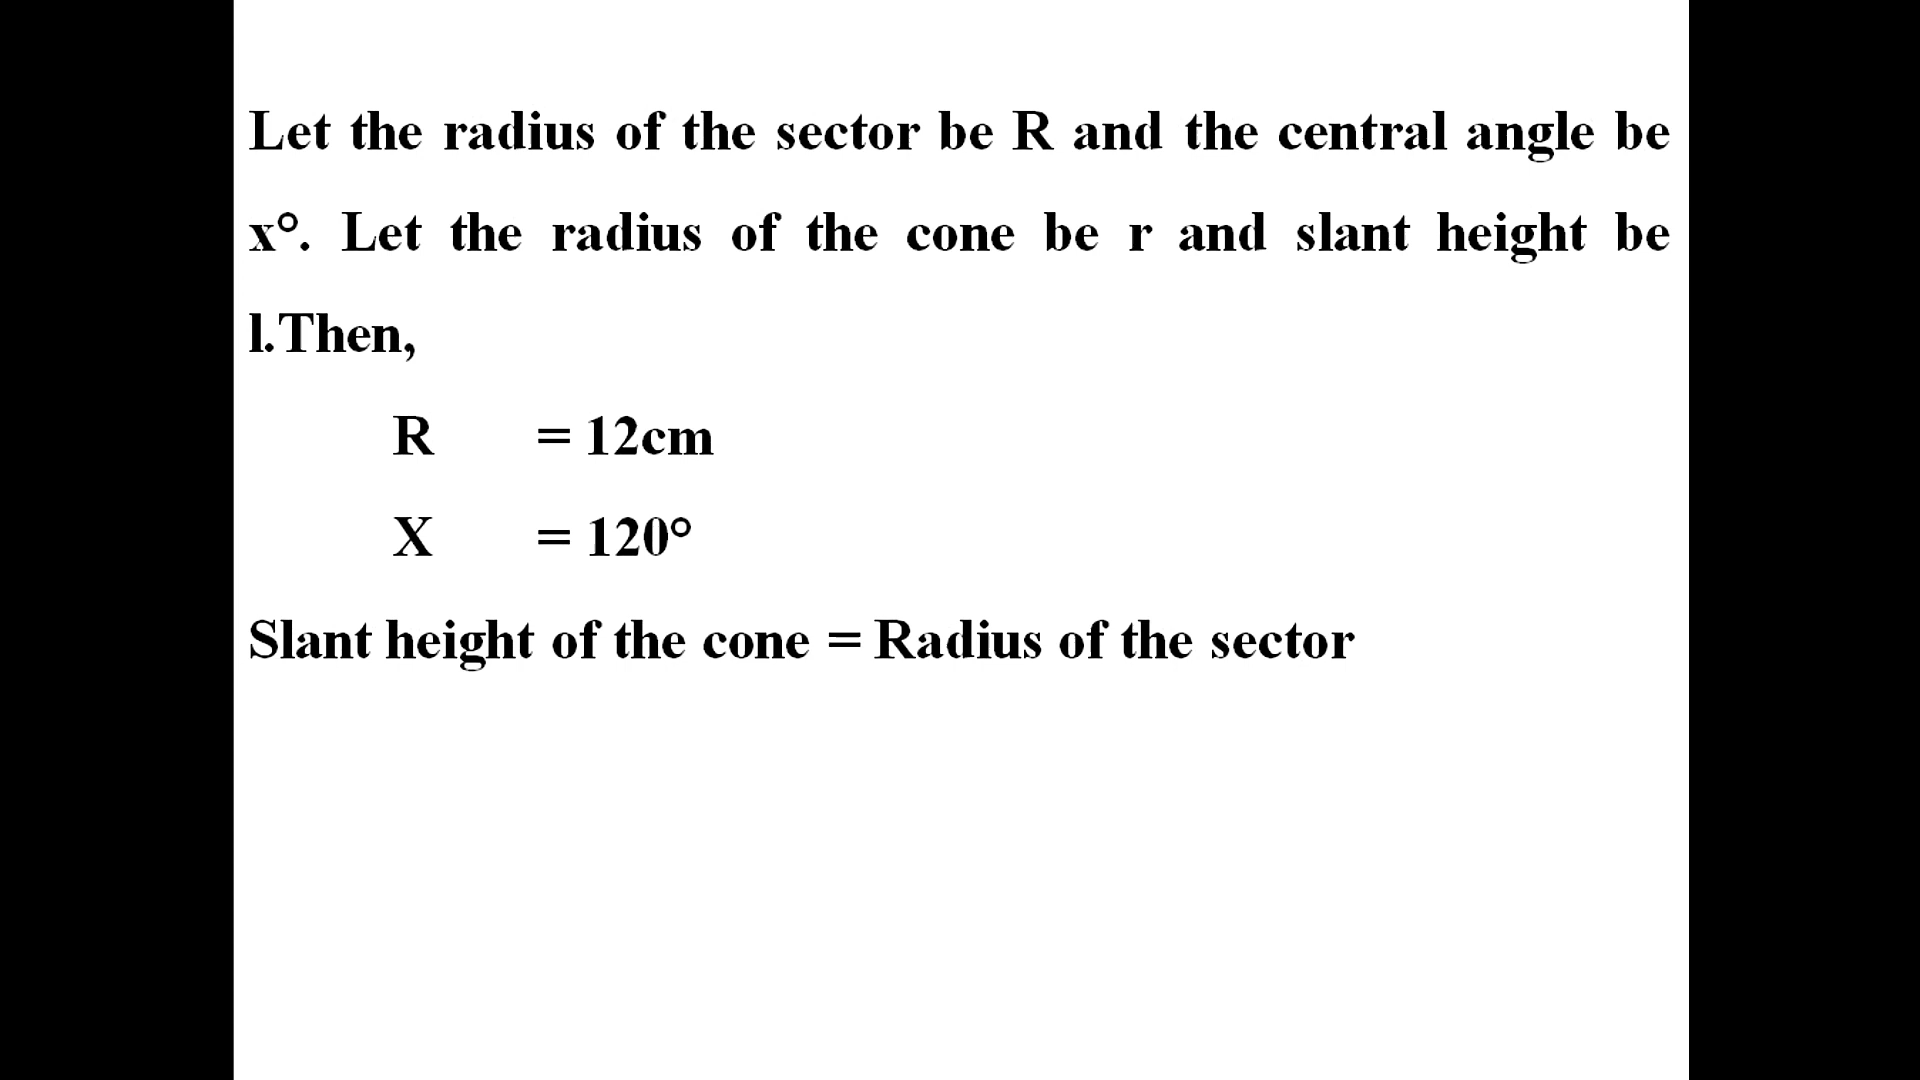 Let the radius of the sector be R and the central angle be
x°. Let the radius of the cone be r and slant height be
l.Then,
R = 12cm
X = 120°
Slant height of the cone = Radius of the sector